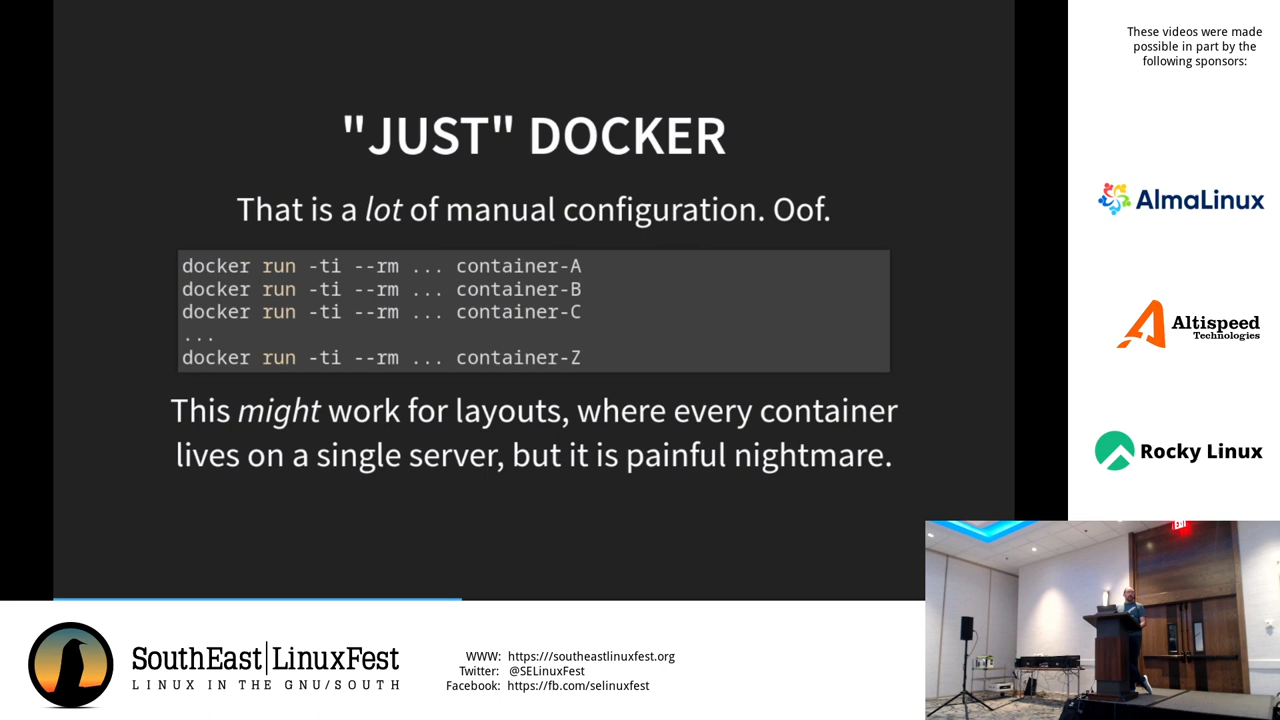 "JUST" DOCKER
That is a lot of manual configuration. Oof.
docker run -ti --rm ... container-A
docker run -ti --rm ... container-B
docker run -ti --rm ... container-C
...
docker run -ti --rm ... container-Z
This might work for layouts, where every container
lives on a single server, but it is painful nightmare.
These videos were made
possible in part by the
following sponsors:
AlmaLinux
Altispeed
Technologies
Rocky Linux
EXIT
SouthEast LinuxFest
LINUX IN THE GNU/SOUTH
WWW: https:///southeastlinuxfest.org
Twitter: @SELinuxFest
Facebook: https://fb.com/selinuxfest